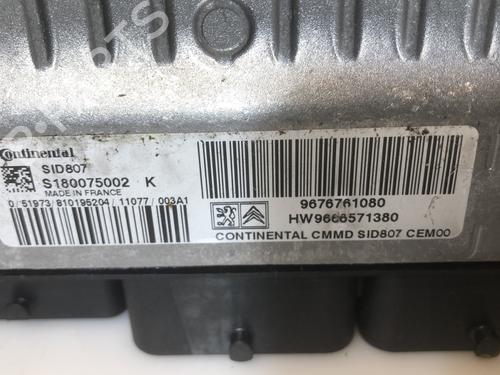 Continental
SID807
S180075002 K
MADE IN FRANCE
0/51973/810195204/11077/003A1
9676761080
HW9666571380
CONTINENTAL CMMD SID807 CEM00